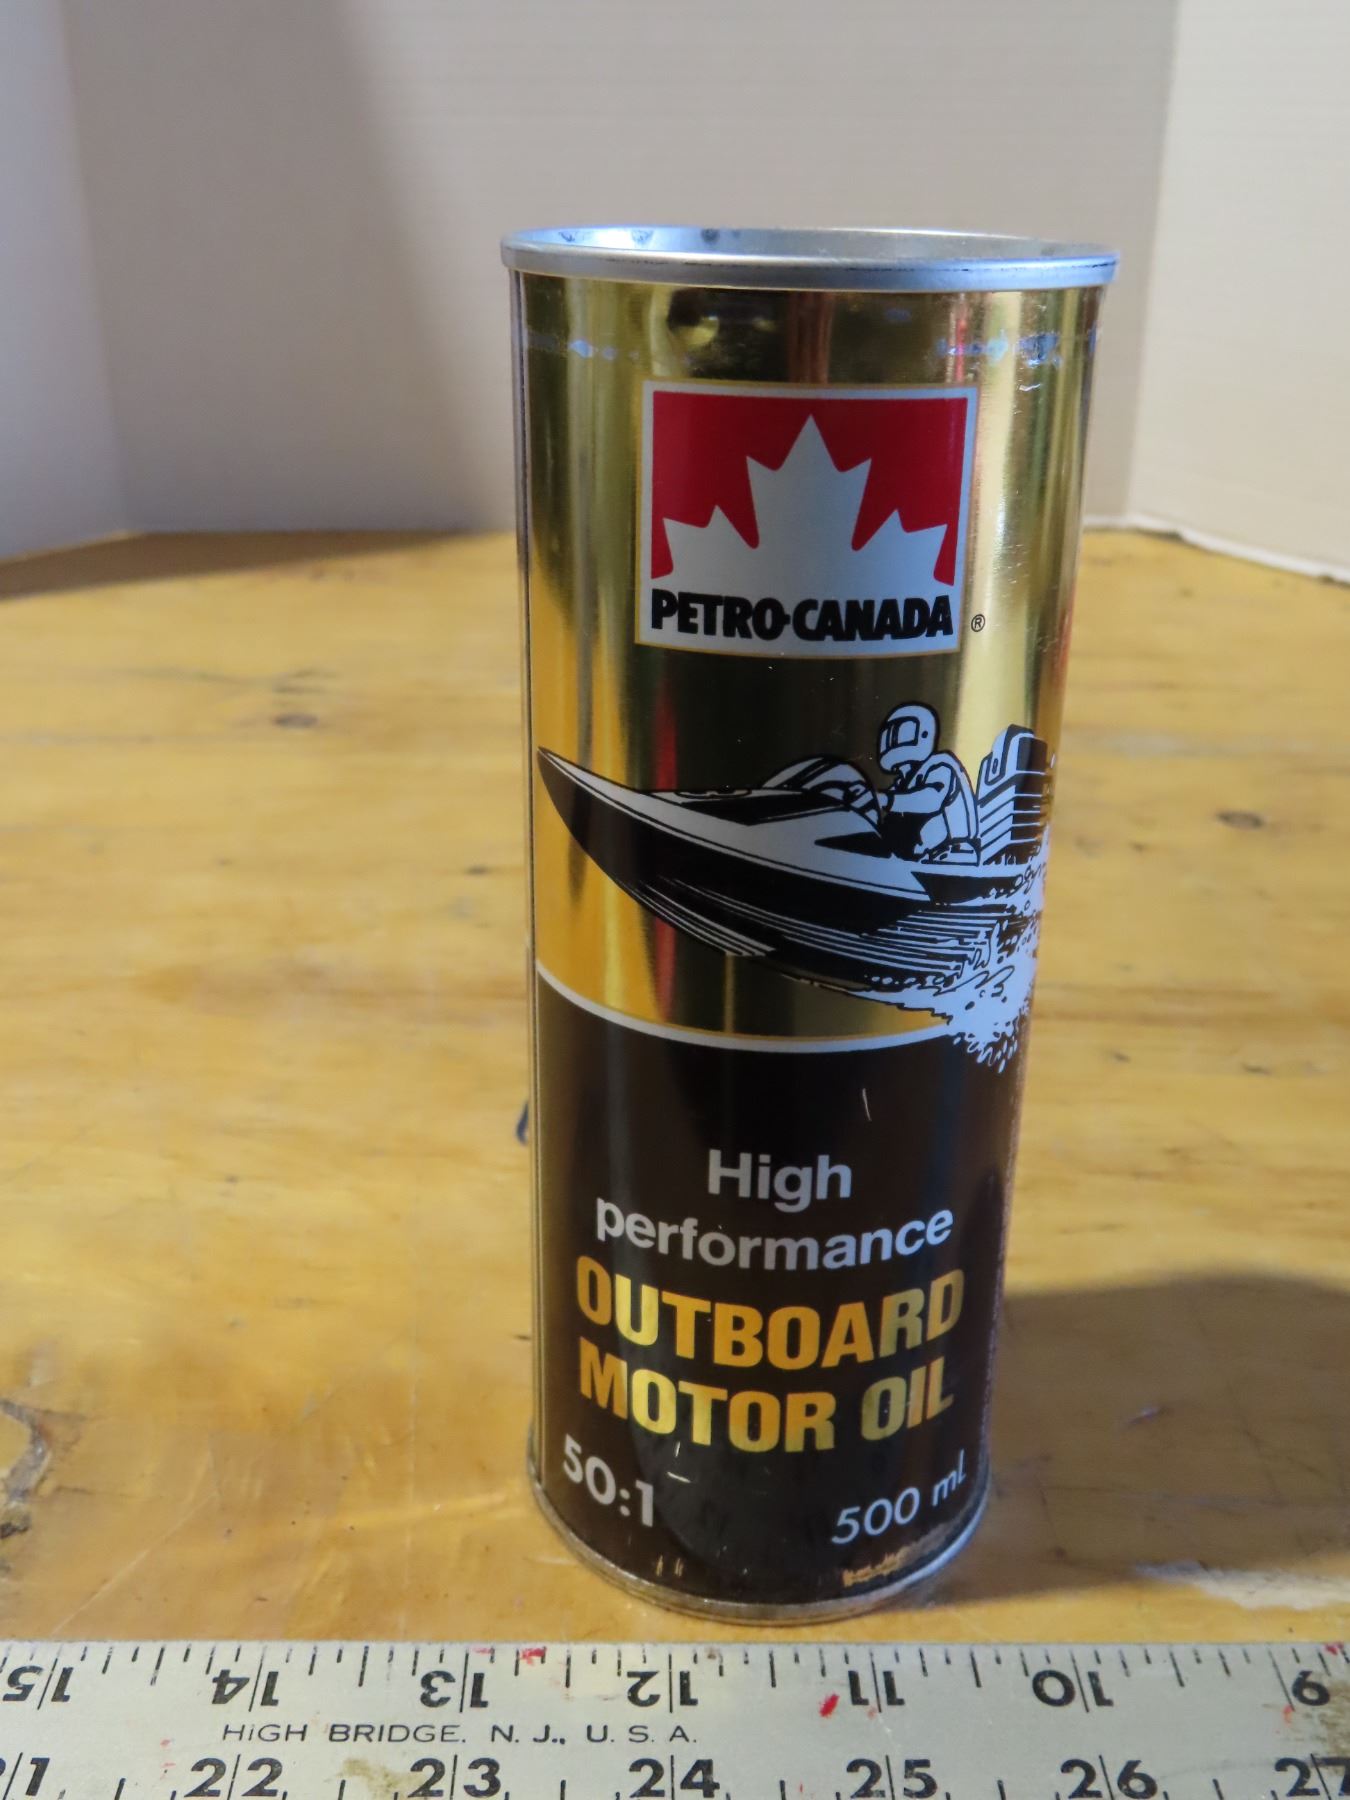 PETRO-CANADA ®
High
performance
OUTBOARD
MOTOR OIL
50:1
500 mL
15 14 13 12 11 10 9
HIGH BRIDGE, N. J., U. S. A.
22 23 24 25 26 27